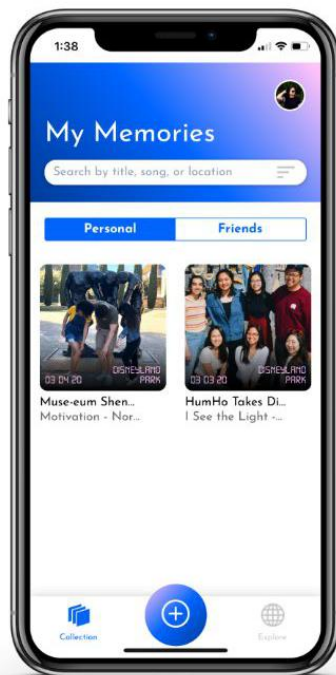 1:38
My Memories
Search by title, song, or location
Personal
Friends
DISNEYLAND
03 04 20 PARK
DISNEYLAND
03 03 20 PARK
Muse-eum Shen...
Motivation - Nor...
HumHo Takes Di...
I See the Light -...
Collection
Explore